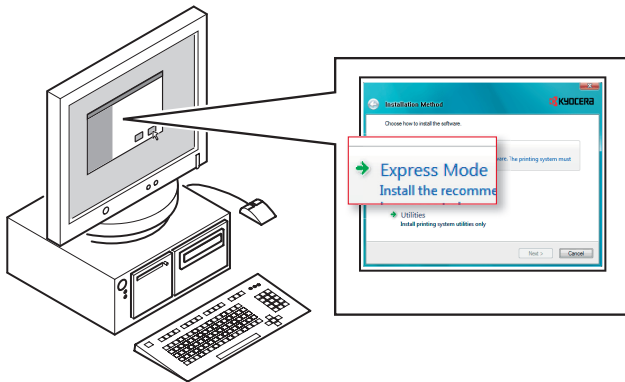 Installation Method
KYOCERA
Choose how to install the software.
ware. The printing system must
Express Mode
Install the recomme
Utilities
Install printing system utilities only
Next >
Cancel